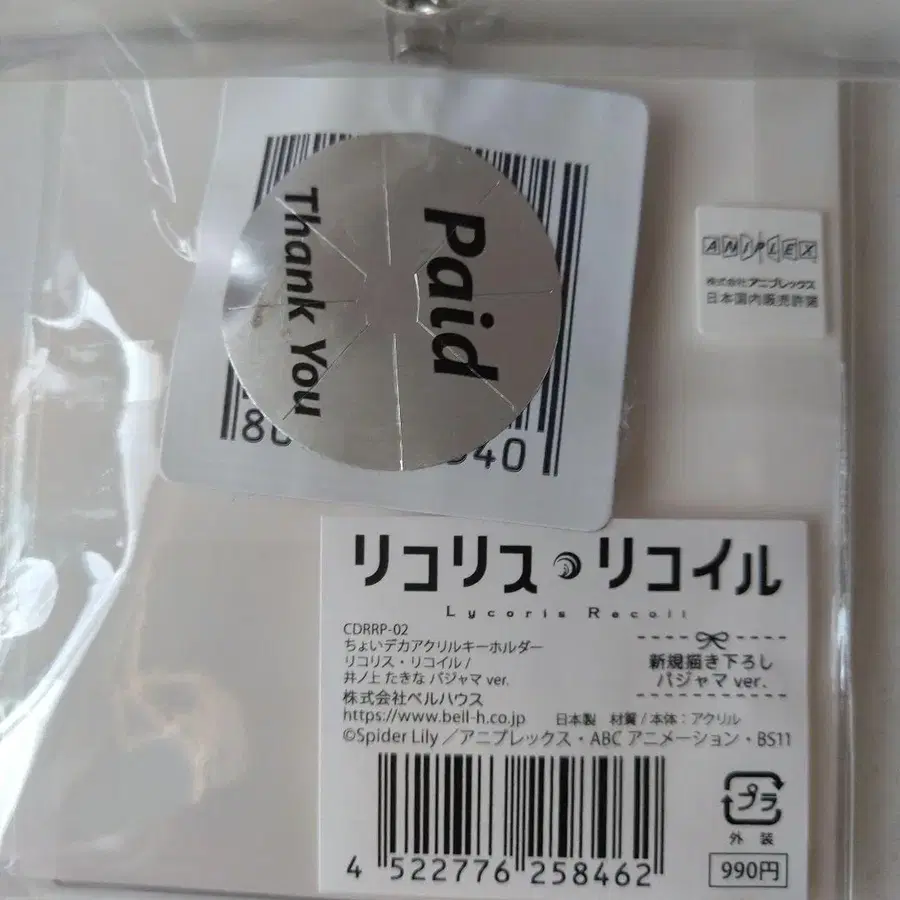 Paid
Thank You
80
540
ANIPLEX
株式会社アニプレックス
日本国内販売許諾
リコリス・リコイル
Lycoris Recoil
CDRRP-02
ちょいデカアクリルキーホルダー
リコリス・リコイル /
井ノ上 たきな パジャマ ver.
新規描き下ろし
パジャマ ver.
株式会社ベルハウス
https://www.bell-h.co.jp 日本製 材質 / 本体：アクリル
©Spider Lily／アニプレックス・ABC アニメーション・BS11
4 522776 258462
プラ
外装
990円